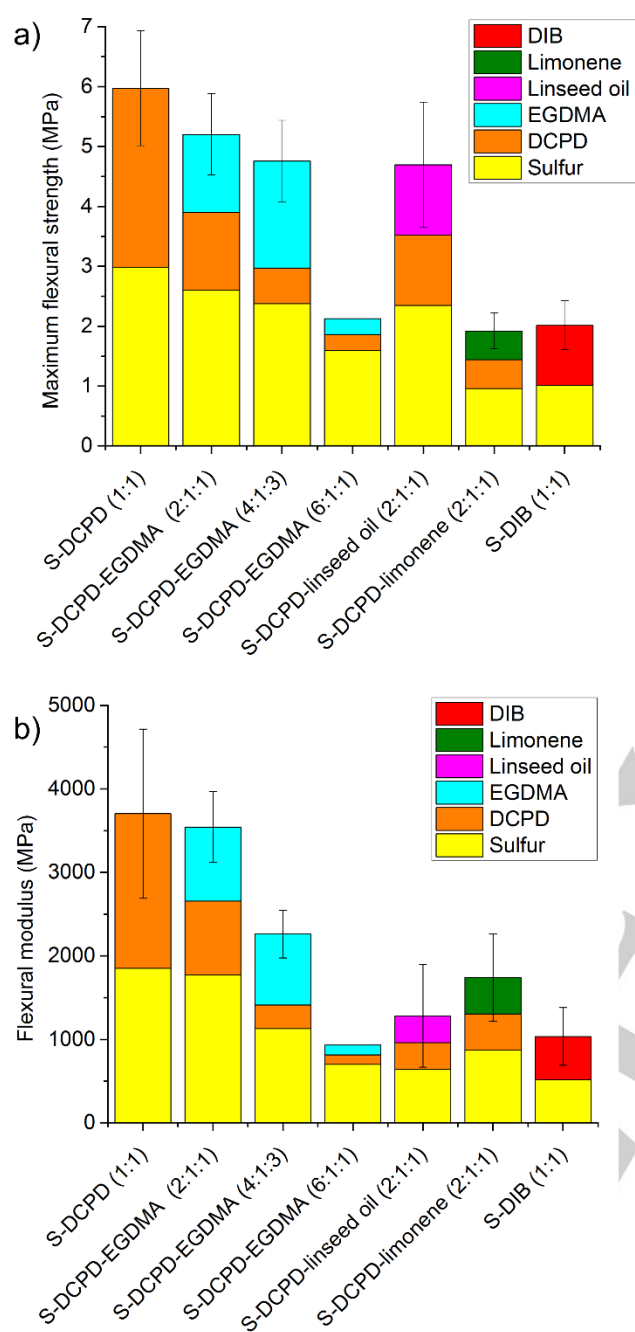 a)
Maximum flexural strength (MPa)
7
6
5
4
3
2
1
0
DIB
Limonene
Linseed oil
EGDMA
DCPD
Sulfur
S-DCPD (1:1)
S-DCPD-EGDMA (2:1:1)
S-DCPD-EGDMA (4:1:3)
S-DCPD-EGDMA (6:1:1)
S-DCPD-linseed oil (2:1:1)
S-DCPD-limonene (2:1:1)
S-DIB (1:1)
b)
Flexural modulus (MPa)
5000
4000
3000
2000
1000
0
DIB
Limonene
Linseed oil
EGDMA
DCPD
Sulfur
S-DCPD (1:1)
S-DCPD-EGDMA (2:1:1)
S-DCPD-EGDMA (4:1:3)
S-DCPD-EGDMA (6:1:1)
S-DCPD-linseed oil (2:1:1)
S-DCPD-limonene (2:1:1)
S-DIB (1:1)